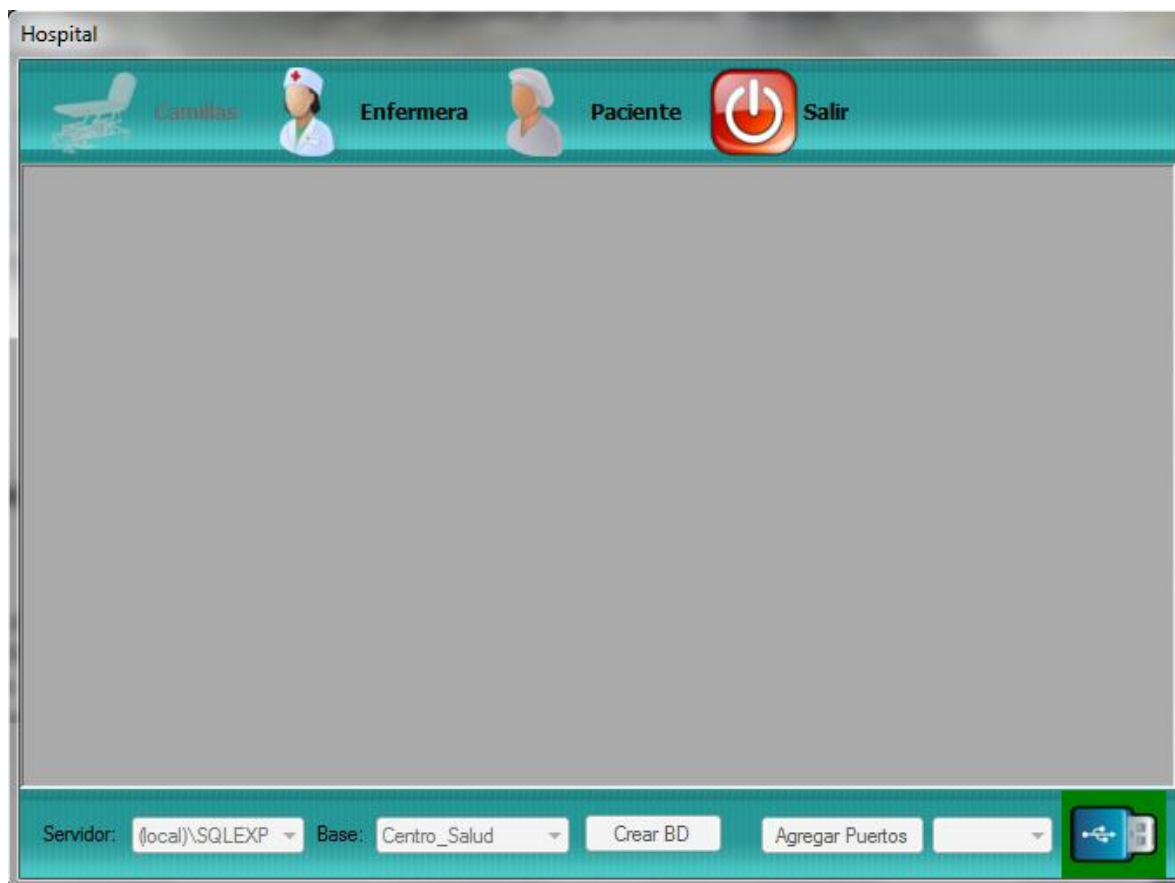 Hospital
Camillas Enfermera Paciente Salir
Servidor: (local)\SQLEXP Base: Centro_Salud Crear BD Agregar Puertos